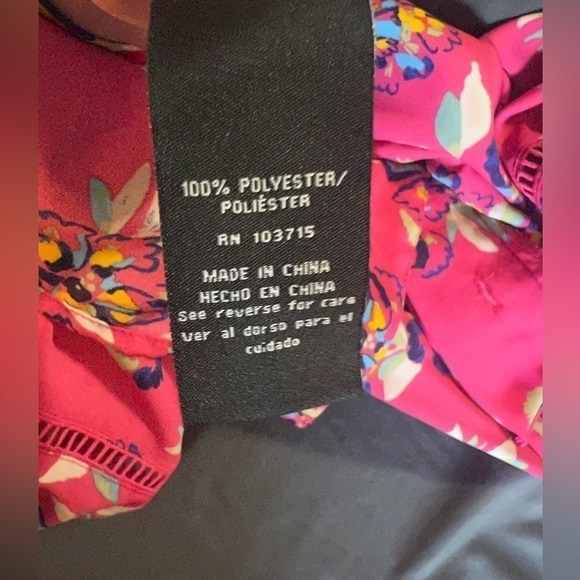 100% POLYESTER/
POLIÉSTER
RN 103715
MADE IN CHINA
HECHO EN CHINA
See reverse for care
Ver al dorso para el
cuidado